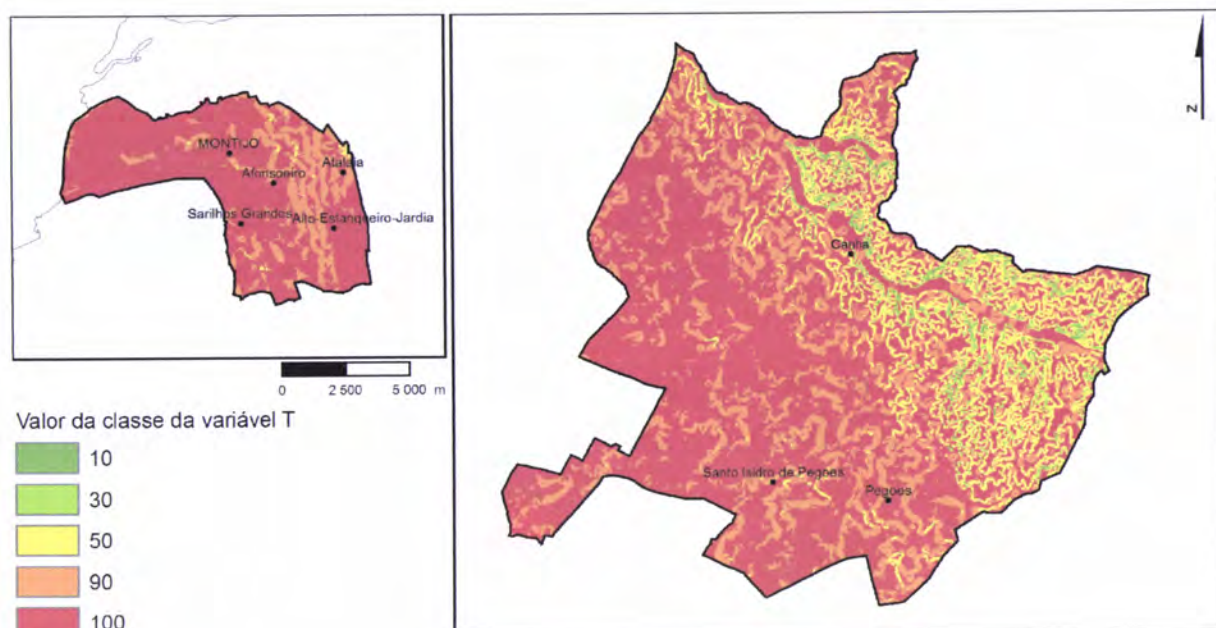 MONTIJO
Atalaia
Afonsoeiro
Sarilhos Grandes
Alto-Estanqueiro-Jardia
0 2 500 5 000 m
Valor da classe da variável T
10
30
50
90
100
N
Canha
Santo Isidro de Pegões
Pegões